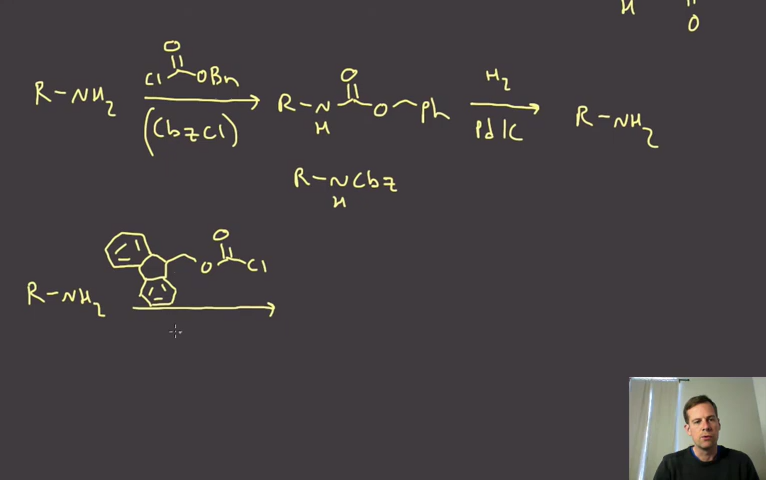 H O
O
Cl OBn
R-NH2 (CbzCl) R-N-H O O Ph H2 Pd/C R-NH2
R-NCbz
H
O
O Cl
R-NH2